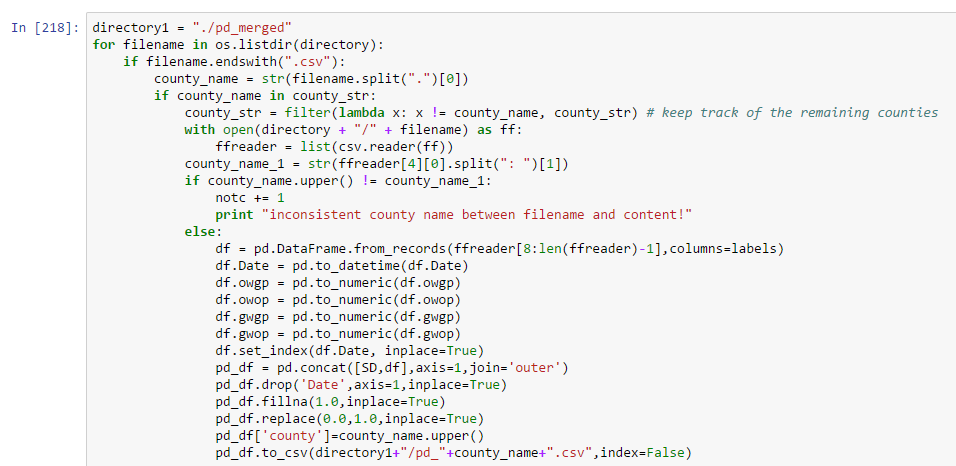 In [218]: directory1 = "./pd_merged"
for filename in os.listdir(directory):
    if filename.endswith(".csv"):
        county_name = str(filename.split(".")[0])
        if county_name in county_str:
            county_str = filter(lambda x: x != county_name, county_str) # keep track of the remaining counties
            with open(directory + "/" + filename) as ff:
                ffreader = list(csv.reader(ff))
            county_name_1 = str(ffreader[4][0].split(": ")[1])
            if county_name.upper() != county_name_1:
                notc += 1
                print "inconsistent county name between filename and content!"
            else:
                df = pd.DataFrame.from_records(ffreader[8:len(ffreader)-1],columns=labels)
                df.Date = pd.to_datetime(df.Date)
                df.owgp = pd.to_numeric(df.owgp)
                df.owop = pd.to_numeric(df.owop)
                df.gwgp = pd.to_numeric(df.gwgp)
                df.gwop = pd.to_numeric(df.gwop)
                df.set_index(df.Date, inplace=True)
                pd_df = pd.concat([SD,df],axis=1,join='outer')
                pd_df.drop('Date',axis=1,inplace=True)
                pd_df.fillna(1.0,inplace=True)
                pd_df.replace(0.0,1.0,inplace=True)
                pd_df['county']=county_name.upper()
                pd_df.to_csv(directory1+"/pd_"+county_name+".csv",index=False)